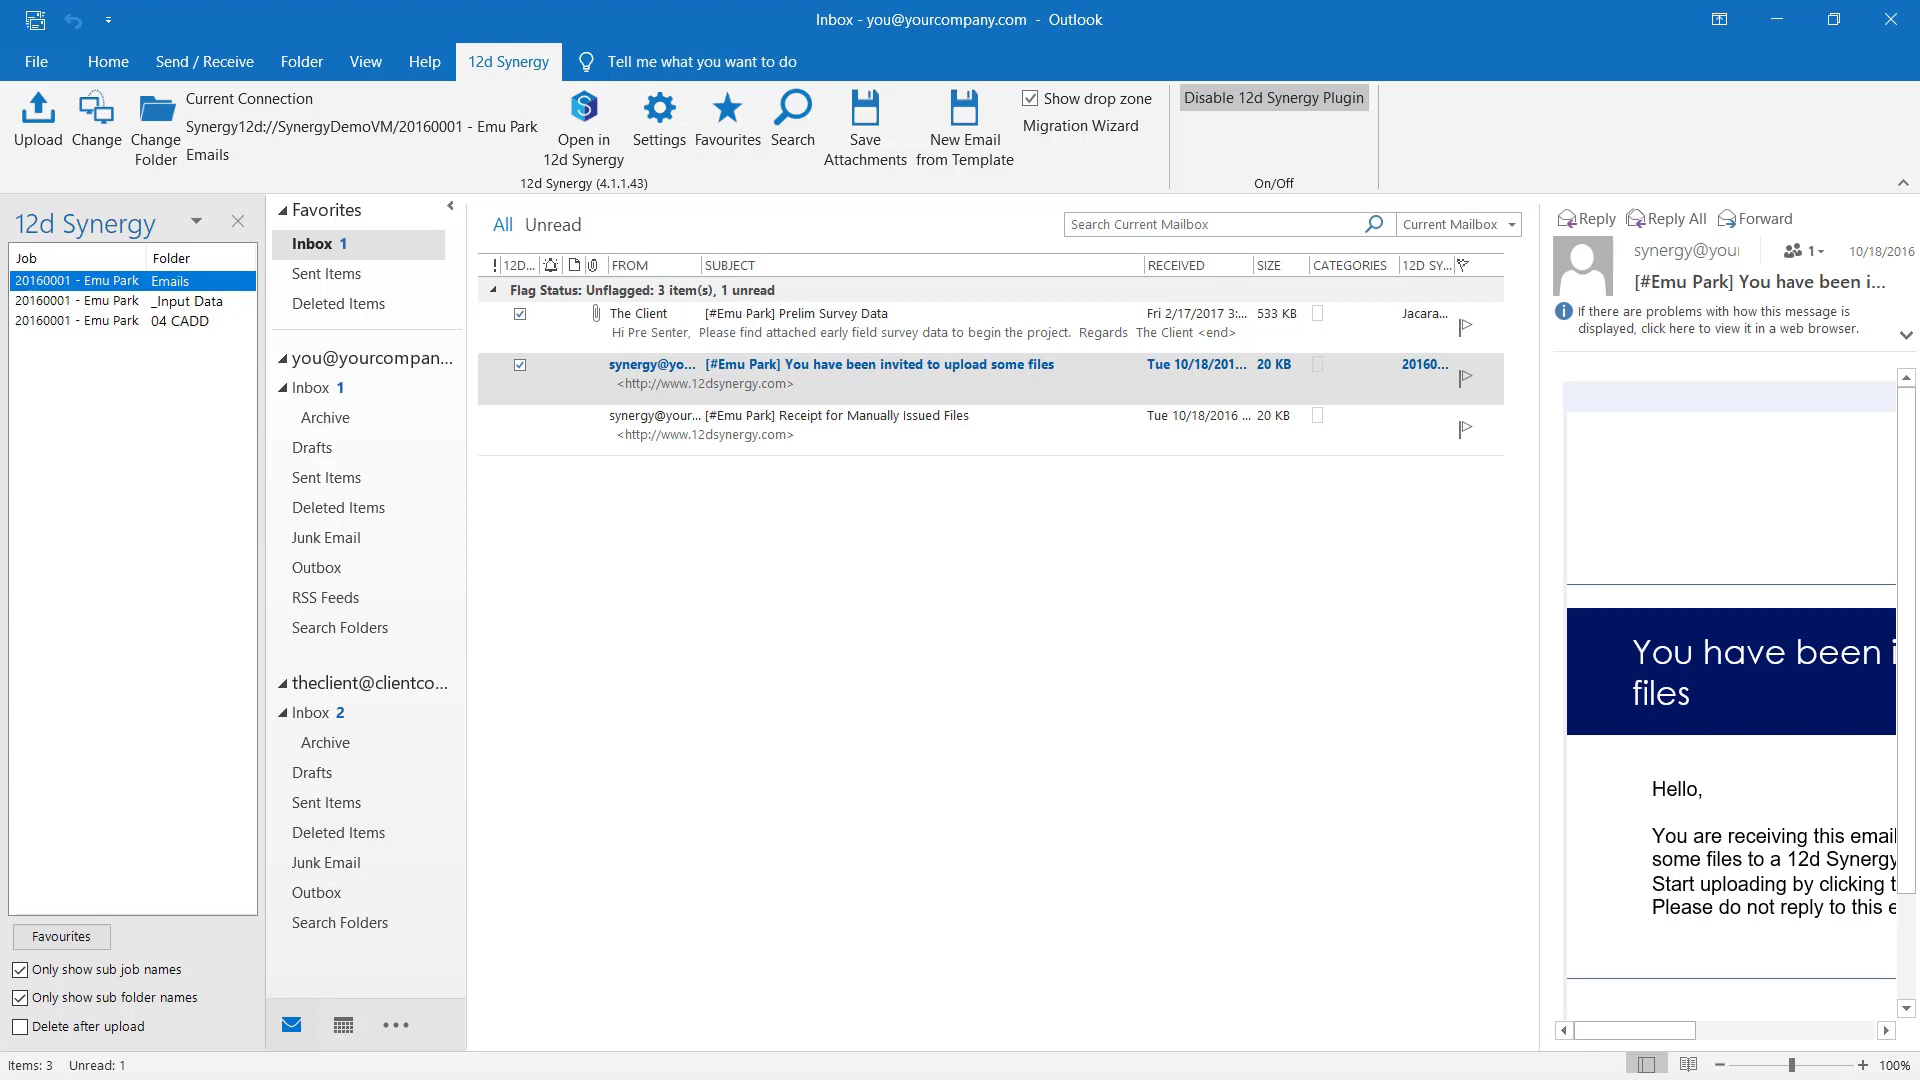 Inbox - you@yourcompany.com - Outlook
File Home Send / Receive Folder View Help 12d Synergy Tell me what you want to do
Upload
Change
Change Folder
Current Connection
Synergy12d://SynergyDemoVM/20160001 - Emu Park
Emails
Open in 12d Synergy
Settings
Favourites
Search
Save Attachments
New Email from Template
Show drop zone
Migration Wizard
12d Synergy (4.1.1.43)
Disable 12d Synergy Plugin
On/Off
12d Synergy
Job Folder
20160001 - Emu Park Emails
20160001 - Emu Park _Input Data
20160001 - Emu Park 04 CADD
Favourites
Only show sub job names
Only show sub folder names
Delete after upload
Favorites
Inbox 1
Sent Items
Deleted Items
you@yourcompan...
Inbox 1
Archive
Drafts
Sent Items
Deleted Items
Junk Email
Outbox
RSS Feeds
Search Folders
theclient@clientco...
Inbox 2
Archive
Drafts
Sent Items
Deleted Items
Junk Email
Outbox
Search Folders
All Unread
Search Current Mailbox
Current Mailbox
! 12D... FROM SUBJECT RECEIVED SIZE CATEGORIES 12D SY...
Flag Status: Unflagged: 3 item(s), 1 unread
The Client [#Emu Park] Prelim Survey Data Fri 2/17/2017 3:... 533 KB Jacara...
Hi Pre Senter, Please find attached early field survey data to begin the project. Regards The Client <end>
synergy@yo... [#Emu Park] You have been invited to upload some files Tue 10/18/201... 20 KB 20160...
<http://www.12dsynergy.com>
synergy@your... [#Emu Park] Receipt for Manually Issued Files Tue 10/18/2016 ... 20 KB
<http://www.12dsynergy.com>
Reply Reply All Forward
synergy@your 1 10/18/2016
[#Emu Park] You have been i...
If there are problems with how this message is
displayed, click here to view it in a web browser.
You have been i
files
Hello,
You are receiving this email
some files to a 12d Synergy
Start uploading by clicking t
Please do not reply to this e
Items: 3 Unread: 1
100%